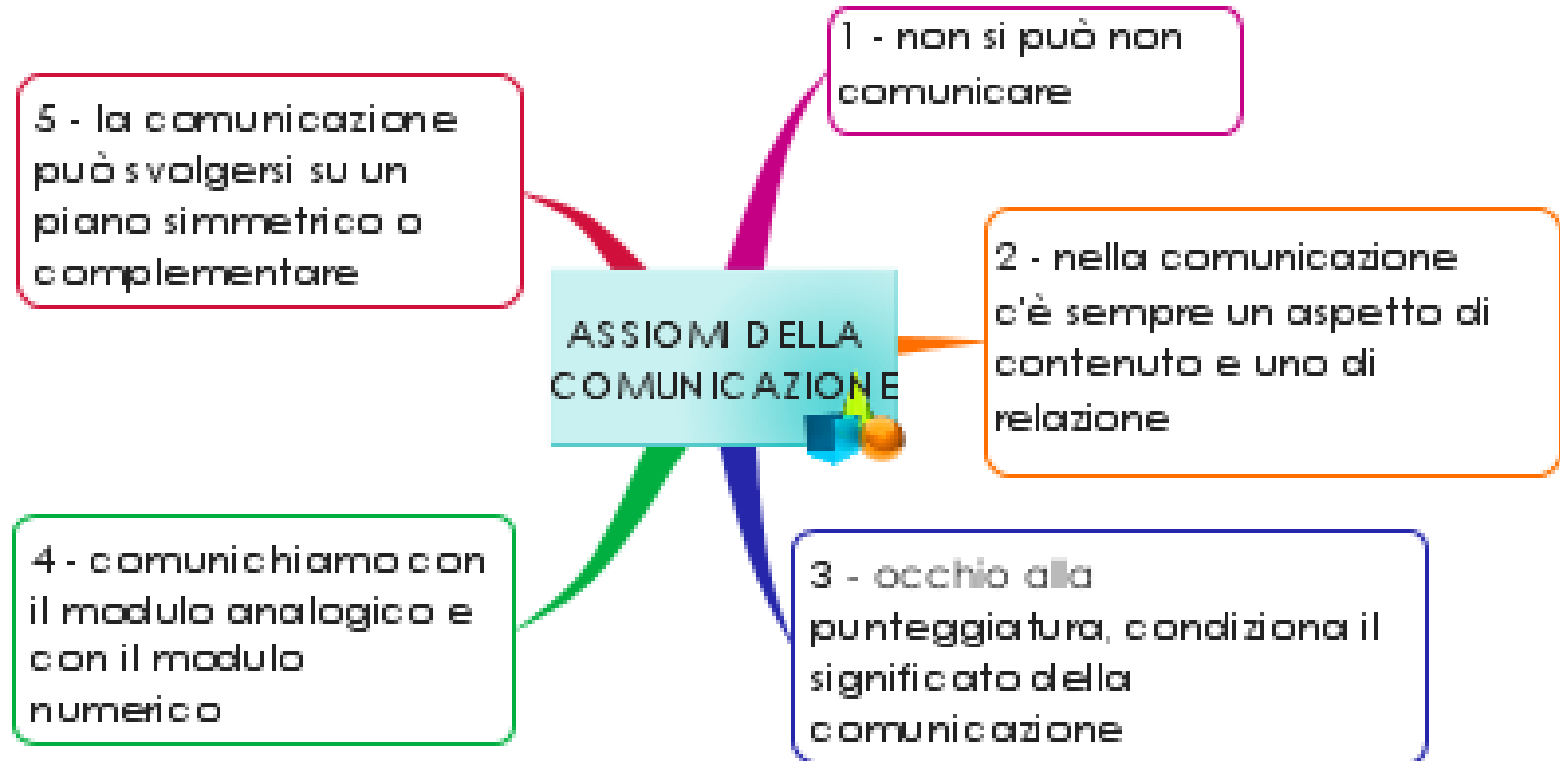 ASSIOMI DELLA
COMUNICAZIONE
1 - non si può non
comunicare
2 - nella comunicazione
c'è sempre un aspetto di
contenuto e uno di
relazione
3 - occhio alla
punteggiatura, condiziona il
significato della
comunicazione
4 - comunichiamo con
il modulo analogico e
con il modulo
numerico
5 - la comunicazione
può svolgersi su un
piano simmetrico o
complementare